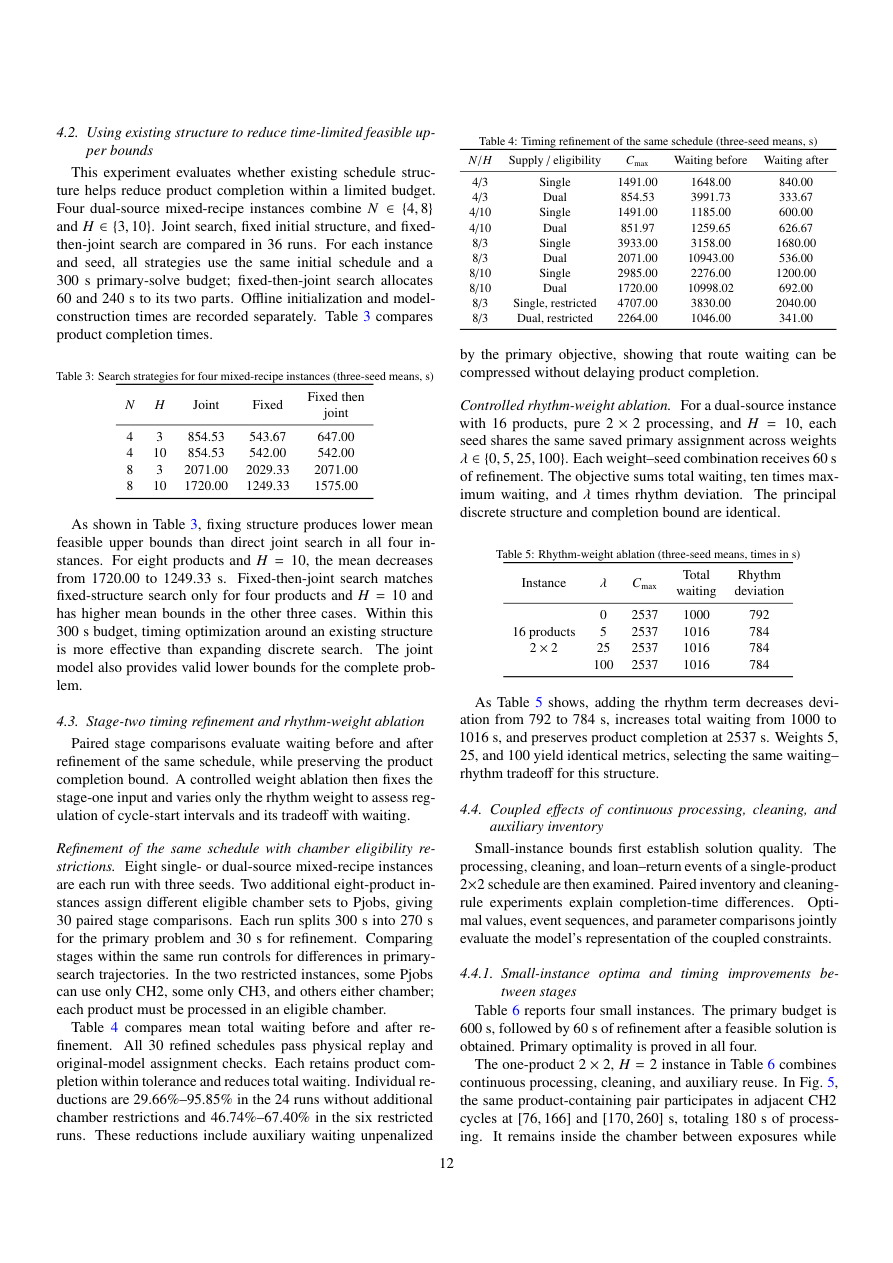 4.2. Using existing structure to reduce time-limited feasible up-
per bounds
This experiment evaluates whether existing schedule struc-
ture helps reduce product completion within a limited budget.
Four dual-source mixed-recipe instances combine N ∈ {4, 8}
and H ∈ {3, 10}. Joint search, fixed initial structure, and fixed-
then-joint search are compared in 36 runs. For each instance
and seed, all strategies use the same initial schedule and a
300 s primary-solve budget; fixed-then-joint search allocates
60 and 240 s to its two parts. Offline initialization and model-
construction times are recorded separately. Table 3 compares
product completion times.
Table 3: Search strategies for four mixed-recipe instances (three-seed means, s)
N H Joint Fixed Fixed then joint
4 3 854.53 543.67 647.00
4 10 854.53 542.00 542.00
8 3 2071.00 2029.33 2071.00
8 10 1720.00 1249.33 1575.00
As shown in Table 3, fixing structure produces lower mean
feasible upper bounds than direct joint search in all four in-
stances. For eight products and H = 10, the mean decreases
from 1720.00 to 1249.33 s. Fixed-then-joint search matches
fixed-structure search only for four products and H = 10 and
has higher mean bounds in the other three cases. Within this
300 s budget, timing optimization around an existing structure
is more effective than expanding discrete search. The joint
model also provides valid lower bounds for the complete prob-
lem.
4.3. Stage-two timing refinement and rhythm-weight ablation
Paired stage comparisons evaluate waiting before and after
refinement of the same schedule, while preserving the product
completion bound. A controlled weight ablation then fixes the
stage-one input and varies only the rhythm weight to assess reg-
ulation of cycle-start intervals and its tradeoff with waiting.
Refinement of the same schedule with chamber eligibility re-
strictions. Eight single- or dual-source mixed-recipe instances
are each run with three seeds. Two additional eight-product in-
stances assign different eligible chamber sets to Pjobs, giving
30 paired stage comparisons. Each run splits 300 s into 270 s
for the primary problem and 30 s for refinement. Comparing
stages within the same run controls for differences in primary-
search trajectories. In the two restricted instances, some Pjobs
can use only CH2, some only CH3, and others either chamber;
each product must be processed in an eligible chamber.
Table 4 compares mean total waiting before and after re-
finement. All 30 refined schedules pass physical replay and
original-model assignment checks. Each retains product com-
pletion within tolerance and reduces total waiting. Individual re-
ductions are 29.66%–95.85% in the 24 runs without additional
chamber restrictions and 46.74%–67.40% in the six restricted
runs. These reductions include auxiliary waiting unpenalized
Table 4: Timing refinement of the same schedule (three-seed means, s)
N/H Supply / eligibility Cmax Waiting before Waiting after
4/3 Single 1491.00 1648.00 840.00
4/3 Dual 854.53 3991.73 333.67
4/10 Single 1491.00 1185.00 600.00
4/10 Dual 851.97 1259.65 626.67
8/3 Single 3933.00 3158.00 1680.00
8/3 Dual 2071.00 10943.00 536.00
8/10 Single 2985.00 2276.00 1200.00
8/10 Dual 1720.00 10998.02 692.00
8/3 Single, restricted 4707.00 3830.00 2040.00
8/3 Dual, restricted 2264.00 1046.00 341.00
by the primary objective, showing that route waiting can be
compressed without delaying product completion.
Controlled rhythm-weight ablation. For a dual-source instance
with 16 products, pure 2 × 2 processing, and H = 10, each
seed shares the same saved primary assignment across weights
λ ∈ {0, 5, 25, 100}. Each weight–seed combination receives 60 s
of refinement. The objective sums total waiting, ten times max-
imum waiting, and λ times rhythm deviation. The principal
discrete structure and completion bound are identical.
Table 5: Rhythm-weight ablation (three-seed means, times in s)
Instance λ Cmax Total waiting Rhythm deviation
0 2537 1000 792
16 products 5 2537 1016 784
2 × 2 25 2537 1016 784
100 2537 1016 784
As Table 5 shows, adding the rhythm term decreases devi-
ation from 792 to 784 s, increases total waiting from 1000 to
1016 s, and preserves product completion at 2537 s. Weights 5,
25, and 100 yield identical metrics, selecting the same waiting–
rhythm tradeoff for this structure.
4.4. Coupled effects of continuous processing, cleaning, and
auxiliary inventory
Small-instance bounds first establish solution quality. The
processing, cleaning, and loan–return events of a single-product
2×2 schedule are then examined. Paired inventory and cleaning-
rule experiments explain completion-time differences. Opti-
mal values, event sequences, and parameter comparisons jointly
evaluate the model's representation of the coupled constraints.
4.4.1. Small-instance optima and timing improvements be-
tween stages
Table 6 reports four small instances. The primary budget is
600 s, followed by 60 s of refinement after a feasible solution is
obtained. Primary optimality is proved in all four.
The one-product 2 × 2, H = 2 instance in Table 6 combines
continuous processing, cleaning, and auxiliary reuse. In Fig. 5,
the same product-containing pair participates in adjacent CH2
cycles at [76, 166] and [170, 260] s, totaling 180 s of process-
ing. It remains inside the chamber between exposures while
12